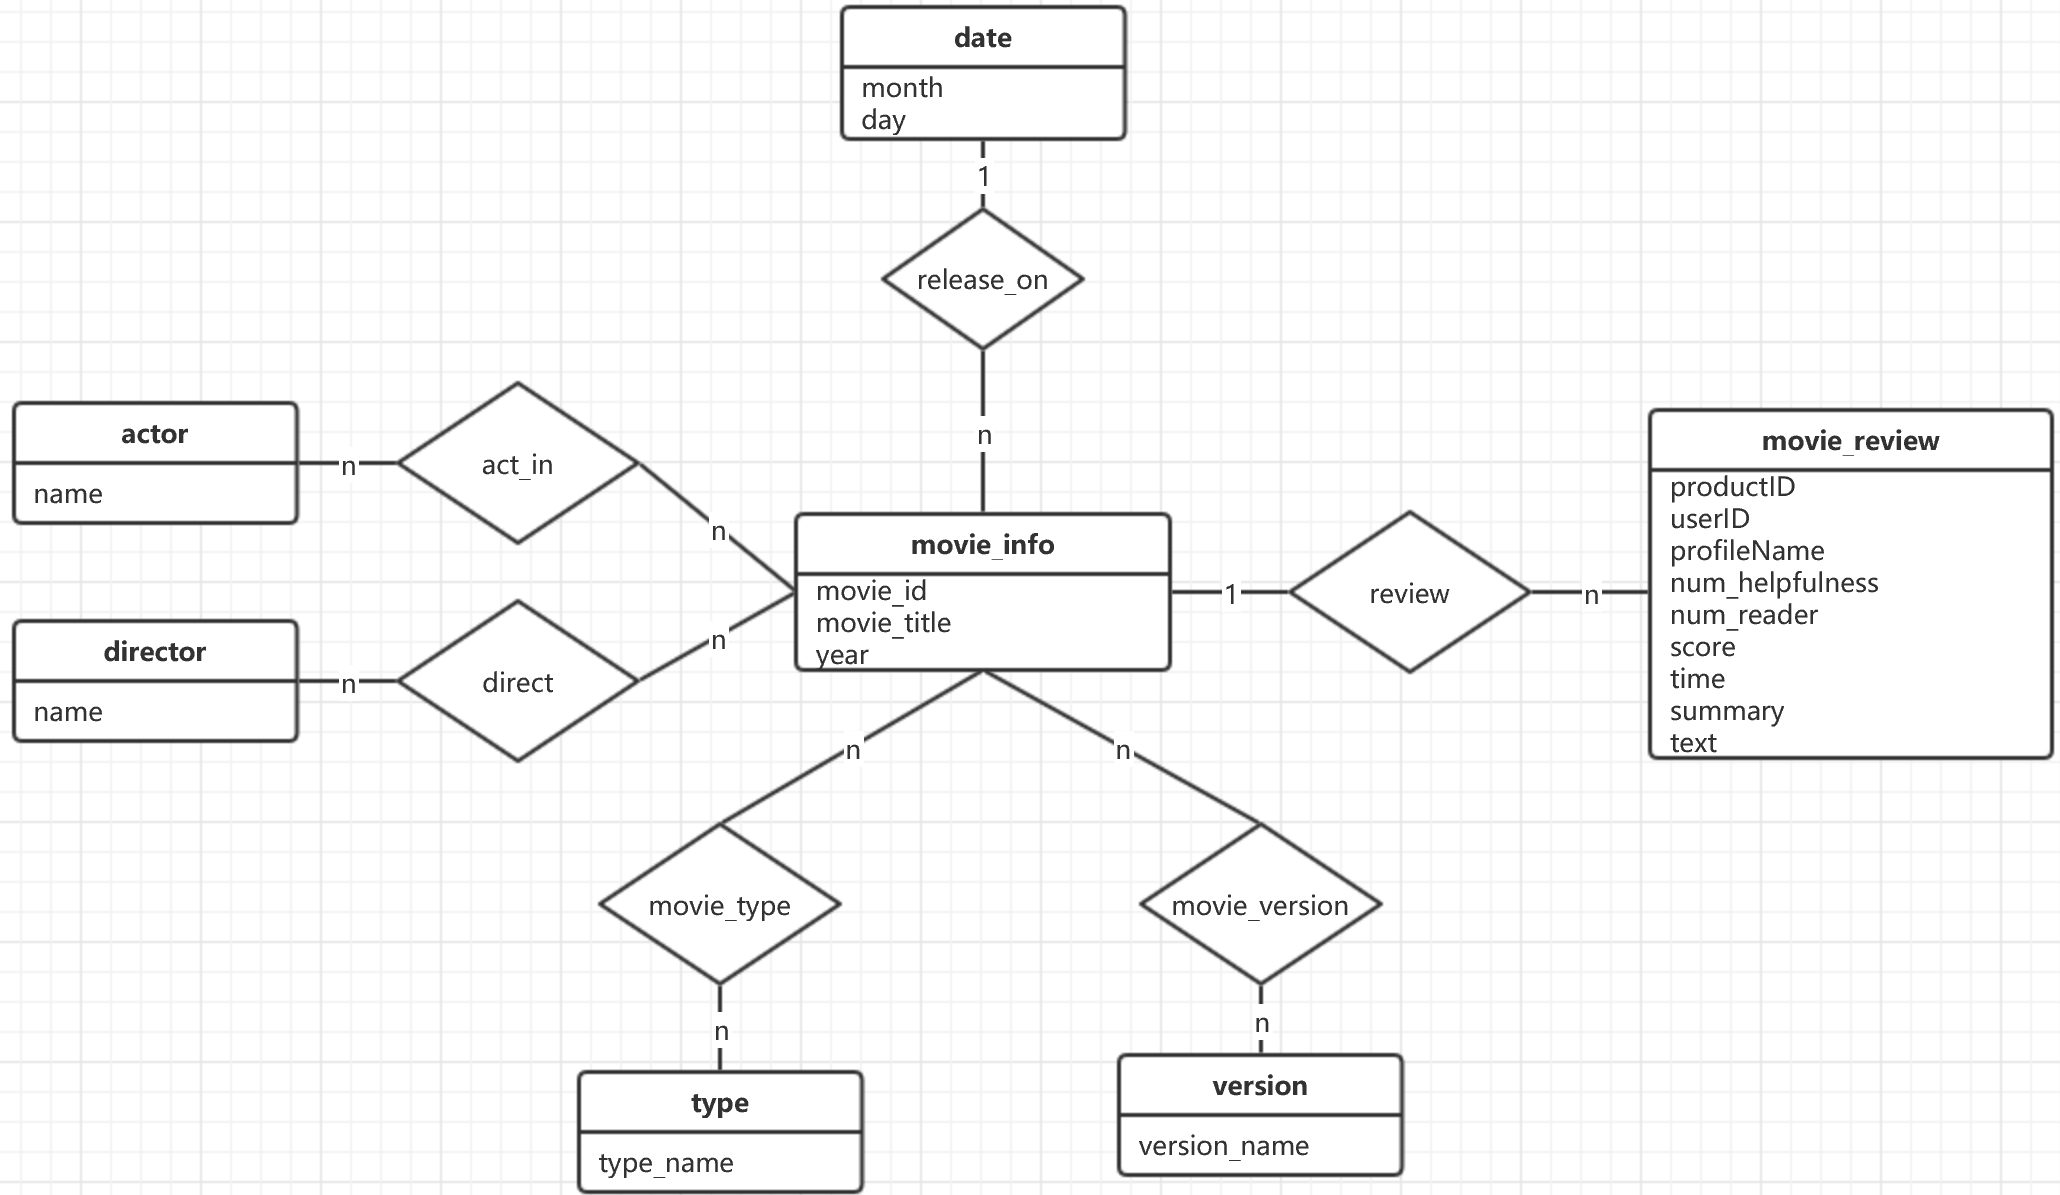 date
month
day
1
release_on
n
actor
name
n
act_in
n
director
name
n
direct
n
movie_info
movie_id
movie_title
year
1
review
n
movie_review
productID
userID
profileName
num_helpfulness
num_reader
score
time
summary
text
n
n
movie_type
movie_version
n
n
type
type_name
version
version_name